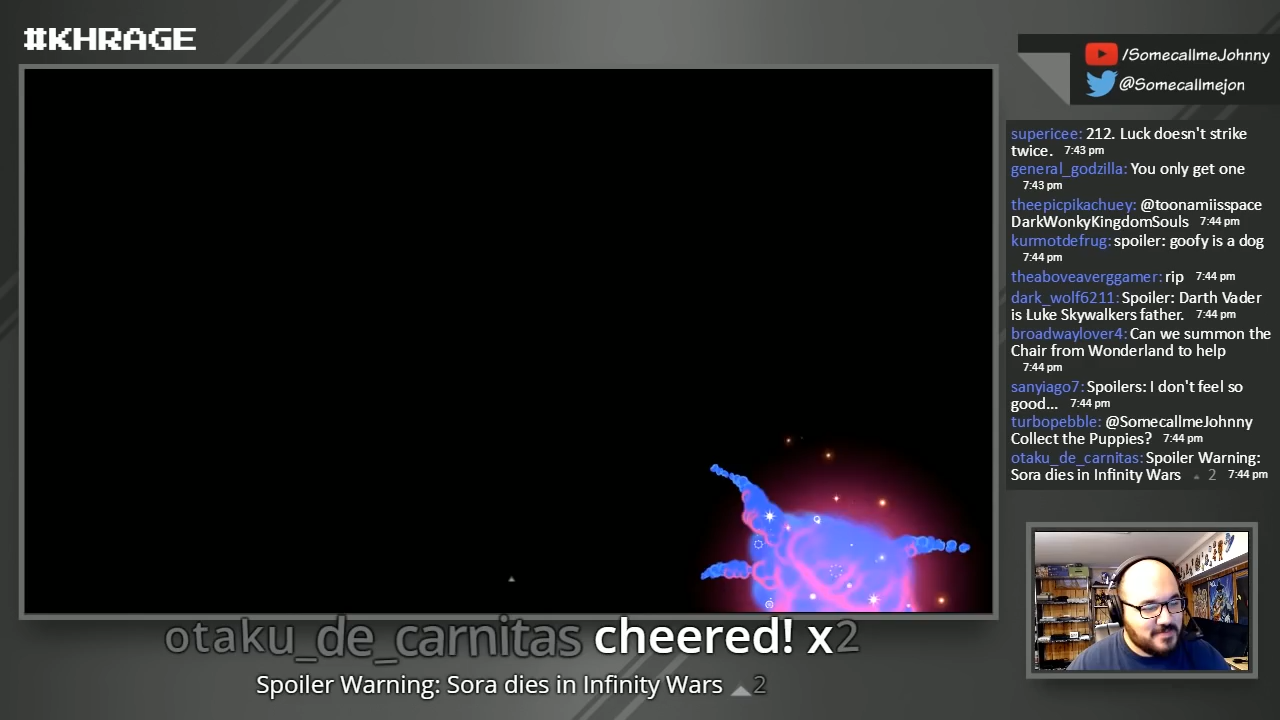 #KHRAGE
/SomecallmeJohnny
@Somecallmejon
supericee: 212. Luck doesn't strike
twice. 7:43 pm
general_godzilla: You only get one
7:43 pm
theepicpikachuey: @toonamiisspace
DarkWonkyKingdomSouls 7:44 pm
kurmotdefrug: spoiler: goofy is a dog
7:44 pm
theaboveaverggamer: rip 7:44 pm
dark_wolf6211: Spoiler: Darth Vader
is Luke Skywalkers father. 7:44 pm
broadwaylover4: Can we summon the
Chair from Wonderland to help
7:44 pm
sanyiago7: Spoilers: I don't feel so
good... 7:44 pm
turbopebble: @SomecallmeJohnny
Collect the Puppies? 7:44 pm
otaku_de_carnitas: Spoiler Warning:
Sora dies in Infinity Wars 2 7:44 pm
otaku_de_carnitas cheered! x2
Spoiler Warning: Sora dies in Infinity Wars 2